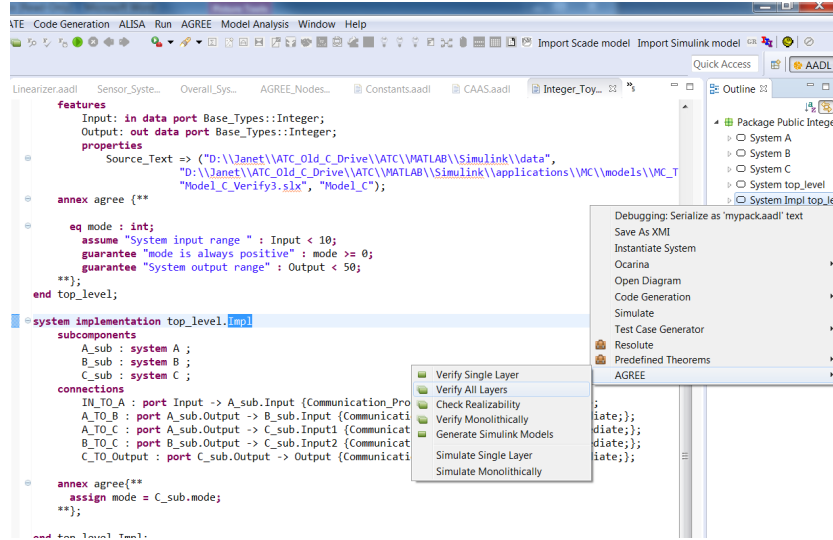 ATE Code Generation ALISA Run AGREE Model Analysis Window Help
Import Scade model Import Simulink model GR
Quick Access AADL
Linearizer.aadl Sensor_Syste... Overall_Sys... AGREE_Nodes... Constants.aadl CAAS.aadl Integer_Toy... Outline
features
Input: in data port Base_Types::Integer;
Output: out data port Base_Types::Integer;
properties
Source_Text => ("D:\\Janet\\ATC_Old_C_Drive\\ATC\\MATLAB\\Simulink\\data",
"D:\\Janet\\ATC_Old_C_Drive\\ATC\\MATLAB\\Simulink\\applications\\MC\\models\\MC_T
"Model_C_Verify3.slx", "Model_C");
annex agree {**
eq mode : int;
assume "System input range " : Input < 10;
guarantee "mode is always positive" : mode >= 0;
guarantee "System output range" : Output < 50;
**};
end top_level;
system implementation top_level.Impl
subcomponents
A_sub : system A ;
B_sub : system B ;
C_sub : system C ;
connections
IN_TO_A : port Input -> A_sub.Input {Communication_Pro
A_TO_B : port A_sub.Output -> B_sub.Input {Communicati diate;};
A_TO_C : port A_sub.Output -> C_sub.Input1 {Communicat ediate;};
B_TO_C : port B_sub.Output -> C_sub.Input2 {Communicat ediate;};
C_TO_Output : port C_sub.Output -> Output {Communicati iate;};
annex agree{**
assign mode = C_sub.mode;
**};
end top_level.Impl;
Package Public Intege
System A
System B
System C
System top_level
System Impl top_le
Debugging: Serialize as 'mypack.aadl' text
Save As XMI
Instantiate System
Ocarina
Open Diagram
Code Generation
Simulate
Test Case Generator
Resolute
Predefined Theorems
AGREE
Verify Single Layer
Verify All Layers
Check Realizability
Verify Monolithically
Generate Simulink Models
Simulate Single Layer
Simulate Monolithically